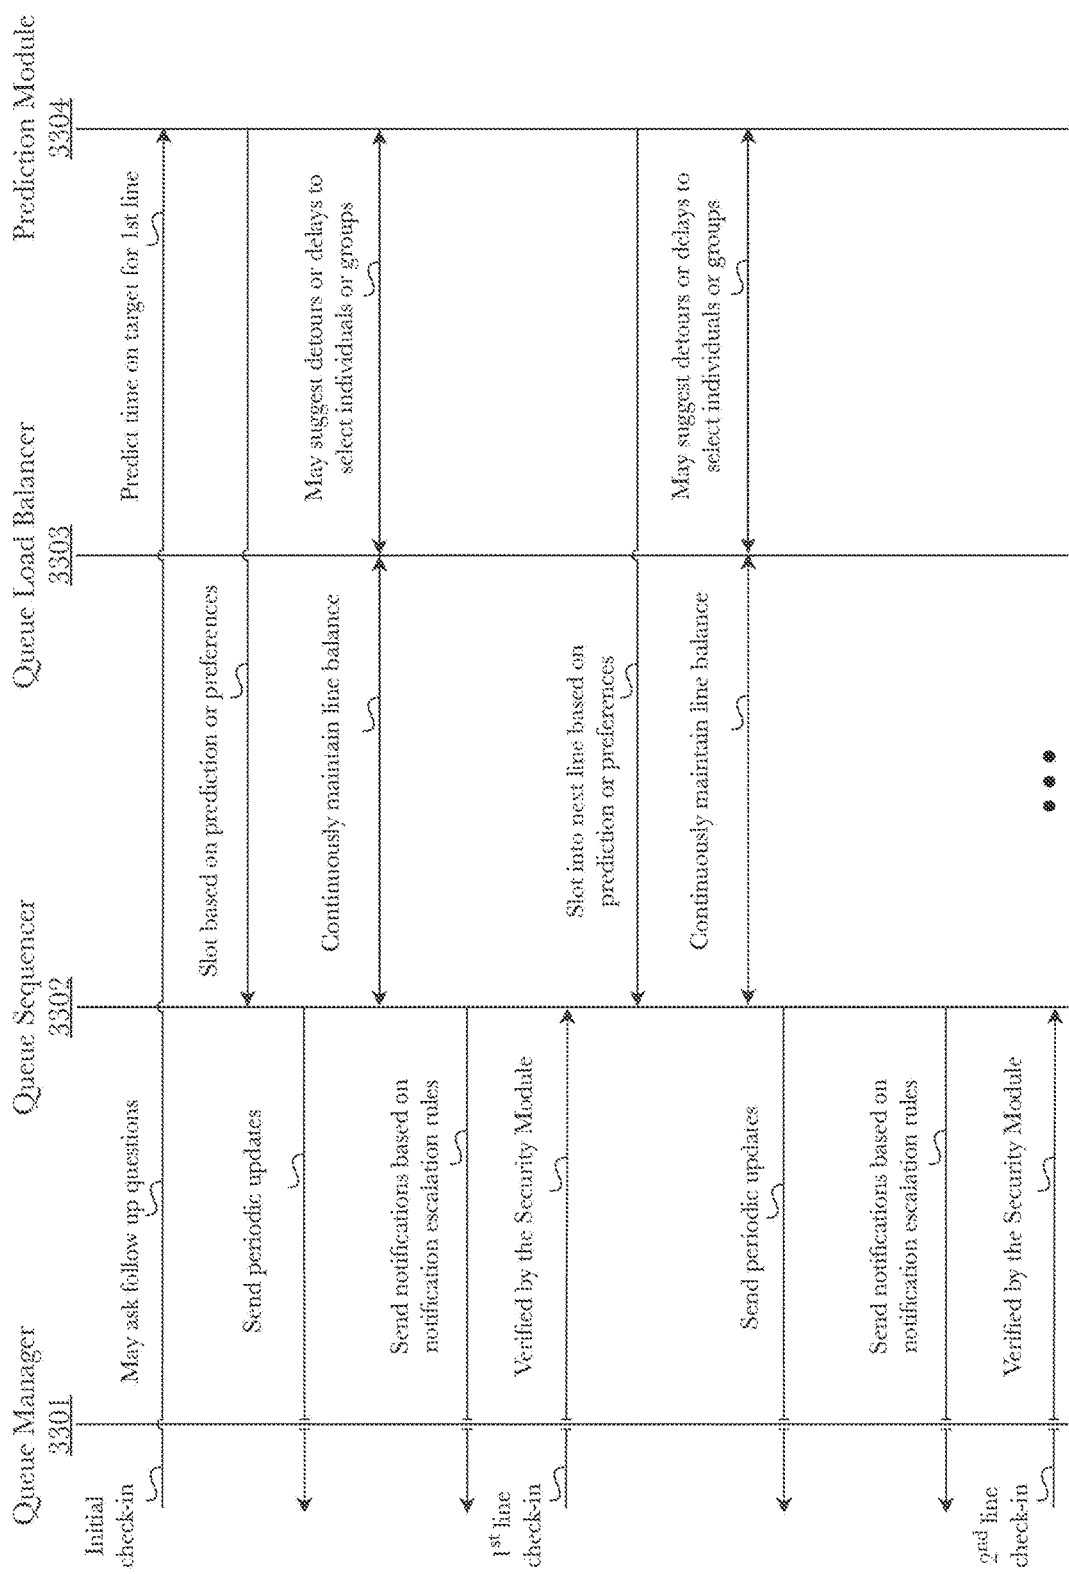 Queue Manager
3301
Queue Sequencer
3302
Queue Load Balancer
3303
Prediction Module
3304
Initial
check-in
May ask follow up questions
Predict time on target for 1st line
Slot based on prediction or preferences
Send periodic updates
Continuously maintain line balance
May suggest detours or delays to
select individuals or groups
Send notifications based on
notification escalation rules
1st line
check-in
Verified by the Security Module
Slot into next line based on
prediction or preferences
Continuously maintain line balance
May suggest detours or delays to
select individuals or groups
Send periodic updates
Send notifications based on
notification escalation rules
2nd line
check-in
Verified by the Security Module